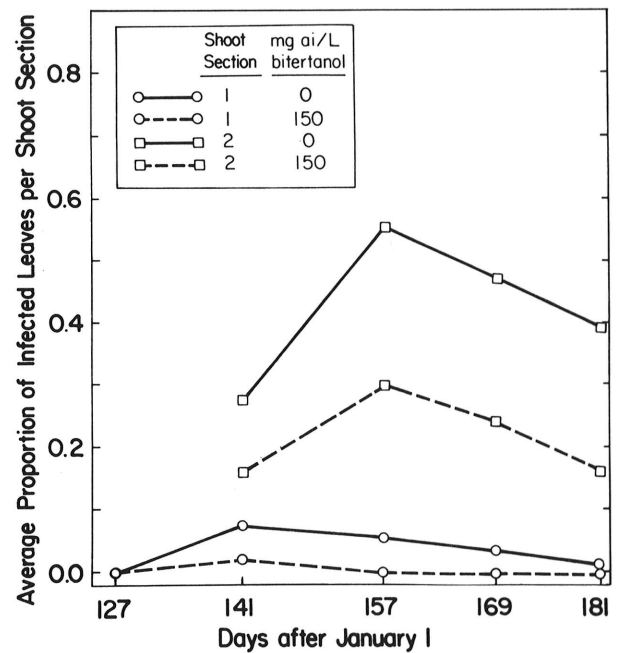 Average Proportion of Infected Leaves per Shoot Section
0.8
0.6
0.4
0.2
0.0
Shoot Section
mg ai/L bitertanol
1 0
1 150
2 0
2 150
127 141 157 169 181
Days after January 1